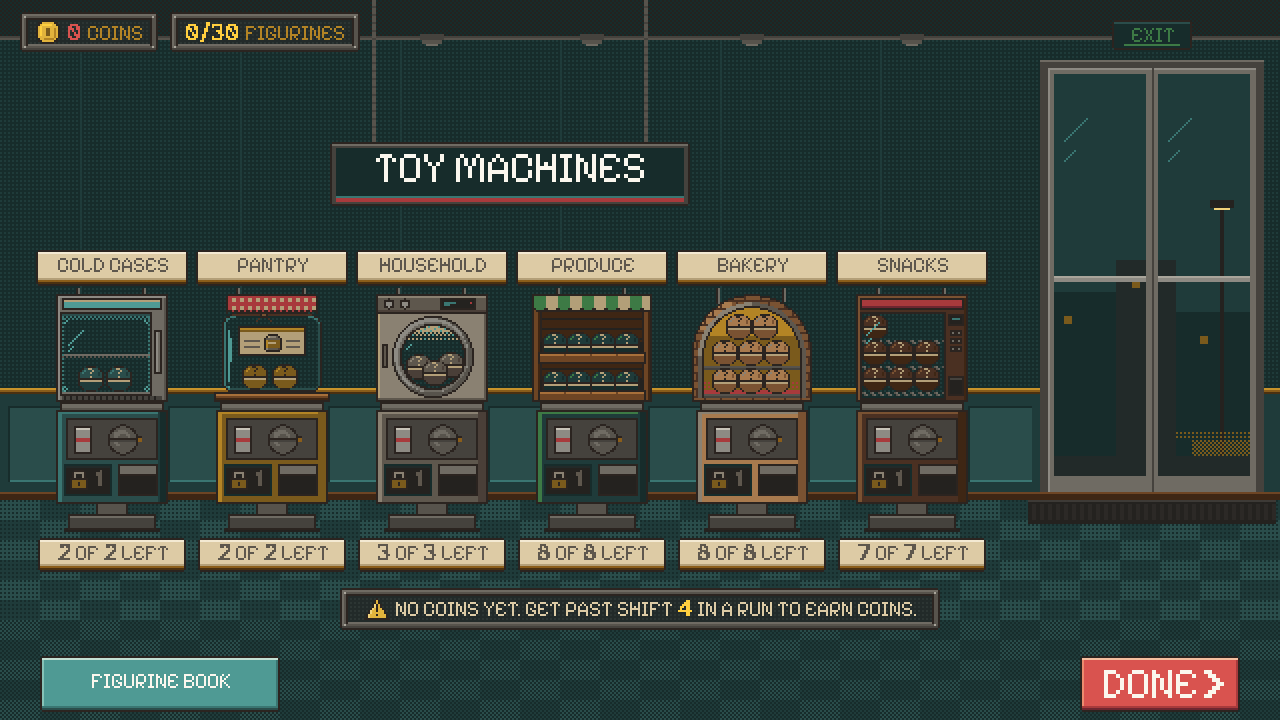 0 COINS
0/30 FIGURINES
EXIT
TOY MACHINES
COLD CASES
PANTRY
HOUSEHOLD
PRODUCE
BAKERY
SNACKS
1
1
1
1
1
1
2 OF 2 LEFT
2 OF 2 LEFT
3 OF 3 LEFT
8 OF 8 LEFT
8 OF 8 LEFT
7 OF 7 LEFT
NO COINS YET. GET PAST SHIFT 4 IN A RUN TO EARN COINS.
FIGURINE BOOK
DONE >